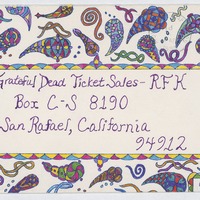 Grateful Dead Ticket Sales - RFK
Box C-S 8190
San Rafael, California
94912